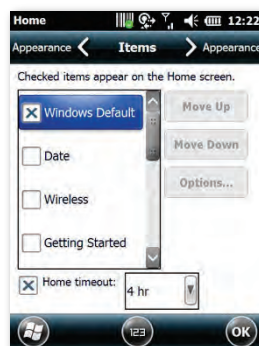 Home 12:22
Appearance Items Appearance
Checked items appear on the Home screen.
Windows Default
Move Up
Date
Move Down
Wireless
Options...
Getting Started
Home timeout: 4 hr
123 OK